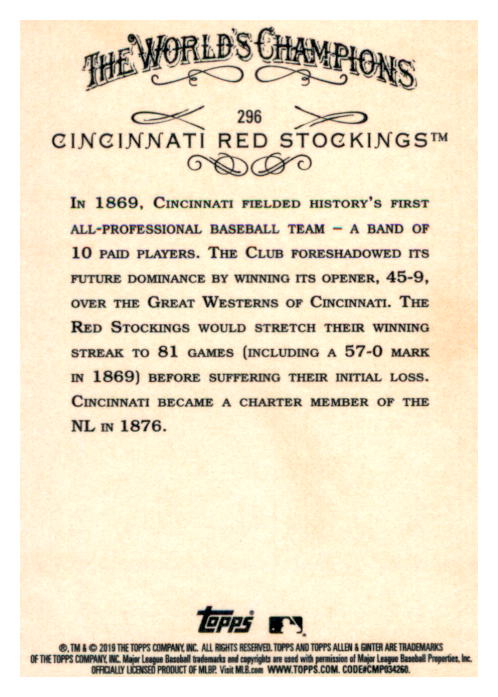 THE WORLD'S CHAMPIONS
296
CINCINNATI RED STOCKINGS™
IN 1869, CINCINNATI FIELDED HISTORY'S FIRST
ALL-PROFESSIONAL BASEBALL TEAM – A BAND OF
10 PAID PLAYERS. THE CLUB FORESHADOWED ITS
FUTURE DOMINANCE BY WINNING ITS OPENER, 45-9,
OVER THE GREAT WESTERNS OF CINCINNATI. THE
RED STOCKINGS WOULD STRETCH THEIR WINNING
STREAK TO 81 GAMES (INCLUDING A 57-0 MARK
IN 1869) BEFORE SUFFERING THEIR INITIAL LOSS.
CINCINNATI BECAME A CHARTER MEMBER OF THE
NL IN 1876.
Topps
®, TM & © 2019 THE TOPPS COMPANY, INC. ALL RIGHTS RESERVED. TOPPS AND TOPPS ALLEN & GINTER ARE TRADEMARKS
OF THE TOPPS COMPANY, INC. Major League Baseball trademarks and copyrights are used with permission of Major League Baseball Properties, Inc.
OFFICIALLY LICENSED PRODUCT OF MLBP. Visit MLB.com WWW.TOPPS.COM. CODE#CMP034260.